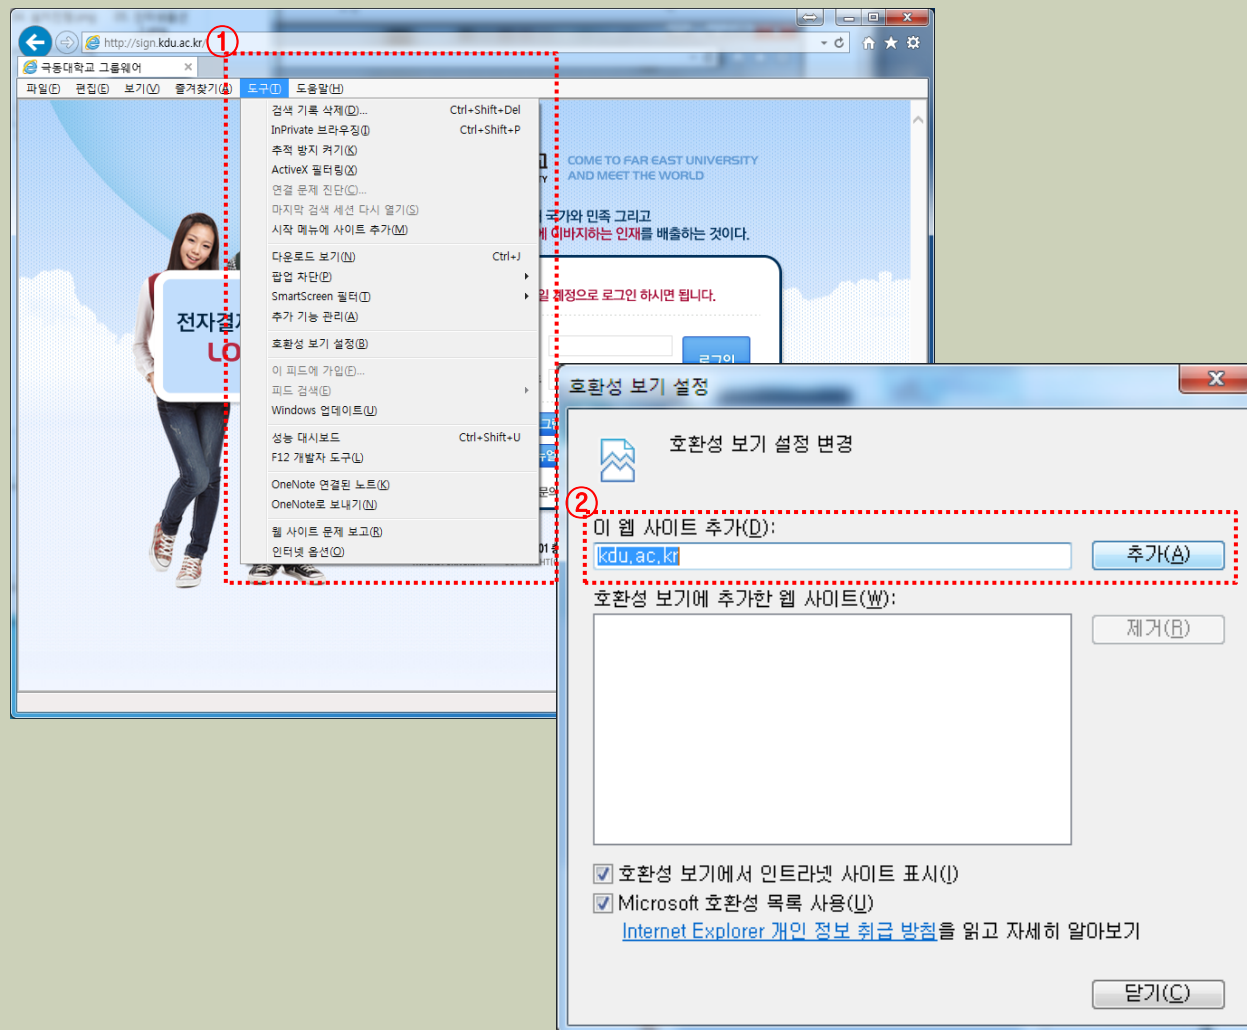 ①
http://sign.kdu.ac.kr/
극동대학교 그룹웨어
파일(F) 편집(E) 보기(V) 즐겨찾기(A) 도구(T) 도움말(H)
검색 기록 삭제(D)... Ctrl+Shift+Del
InPrivate 브라우징(I) Ctrl+Shift+P
추적 방지 켜기(K)
ActiveX 필터링(X)
연결 문제 진단(C)...
마지막 검색 세션 다시 열기(S)
시작 메뉴에 사이트 추가(M)
다운로드 보기(N) Ctrl+J
팝업 차단(P)
SmartScreen 필터(T)
추가 기능 관리(A)
호환성 보기 설정(B)
이 피드에 가입(F)...
피드 검색(E)
Windows 업데이트(U)
성능 대시보드 Ctrl+Shift+U
F12 개발자 도구(L)
OneNote 연결된 노트(K)
OneNote로 보내기(N)
웹 사이트 문제 보고(R)
인터넷 옵션(O)
COME TO FAR EAST UNIVERSITY
AND MEET THE WORLD
국가와 민족 그리고
이바지하는 인재를 배출하는 것이다.
계정으로 로그인 하시면 됩니다.
전자결
LO
로그인
호환성 보기 설정
호환성 보기 설정 변경
②
이 웹 사이트 추가(D):
kdu.ac.kr 추가(A)
호환성 보기에 추가한 웹 사이트(W):
제거(R)
호환성 보기에서 인트라넷 사이트 표시(I)
Microsoft 호환성 목록 사용(U)
Internet Explorer 개인 정보 취급 방침을 읽고 자세히 알아보기
닫기(C)